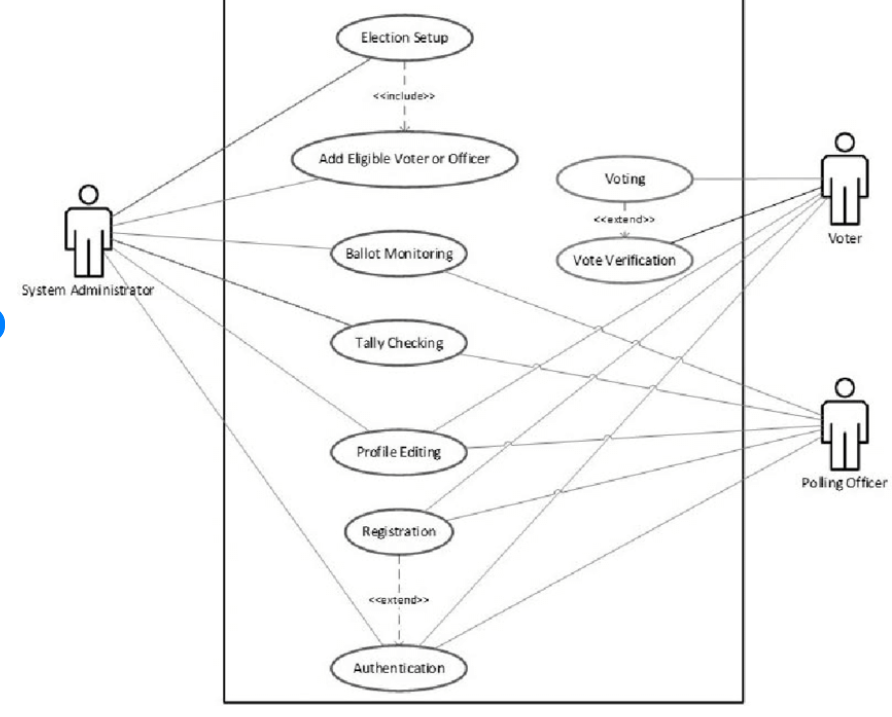 Election Setup
<<include>>
Add Eligible Voter or Officer
Voting
<<extend>>
Voter
Ballot Monitoring
Vote Verification
System Administrator
Tally Checking
Profile Editing
Polling Officer
Registration
<<extend>>
Authentication